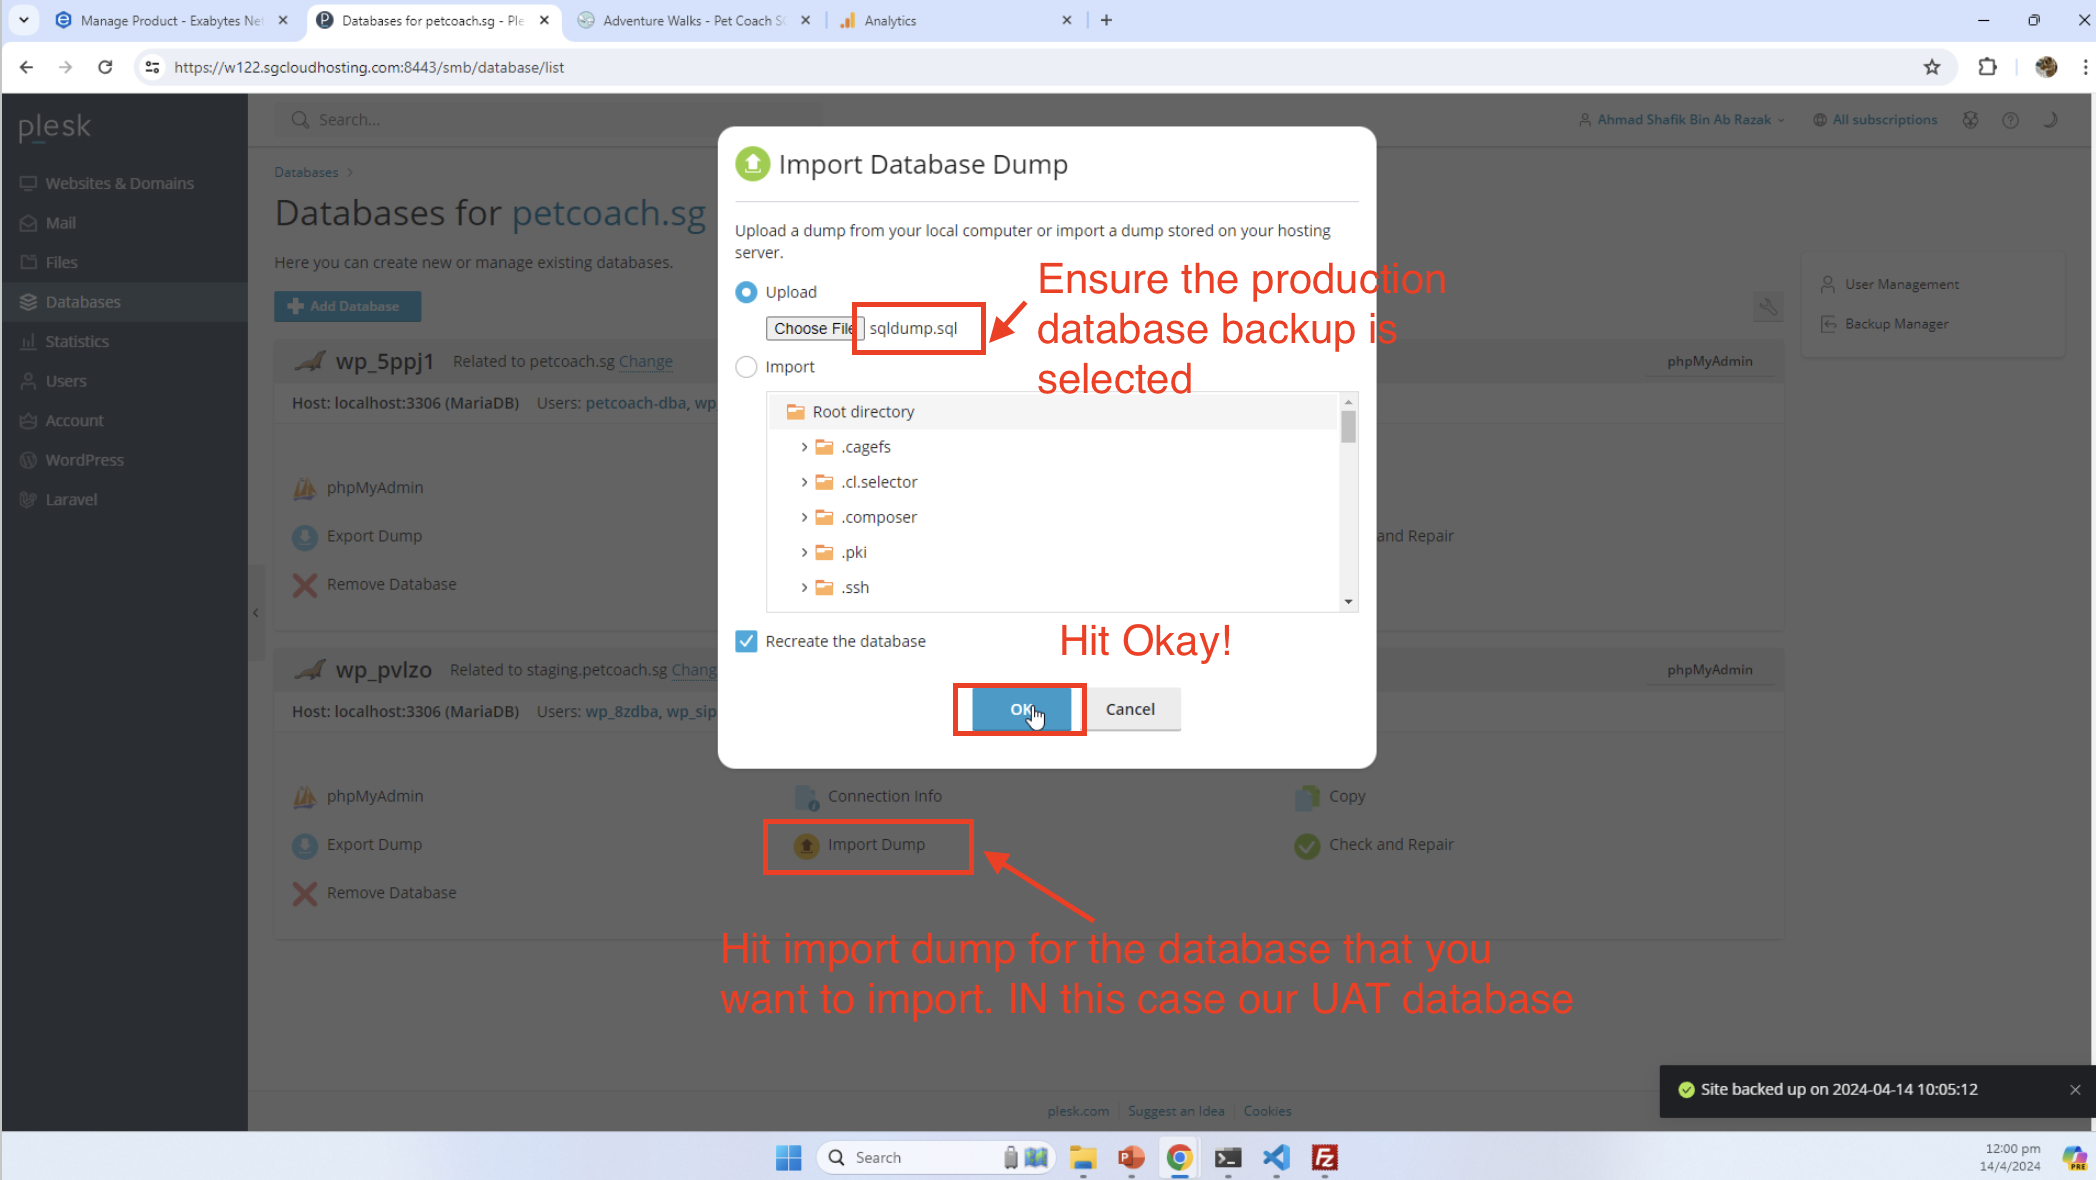 Manage Product - Exabytes Ne
Databases for petcoach.sg - Ple
Adventure Walks - Pet Coach S
Analytics
https://w122.sgcloudhosting.com:8443/smb/database/list
plesk
Search...
Ahmad Shafik Bin Ab Razak
All subscriptions
Websites & Domains
Mail
Files
Databases
Statistics
Users
Account
WordPress
Laravel
Databases >
Databases for petcoach.sg
Here you can create new or manage existing databases.
Add Database
User Management
Backup Manager
wp_5ppj1 Related to petcoach.sg Change
phpMyAdmin
Host: localhost:3306 (MariaDB) Users: petcoach-dba, wp_
phpMyAdmin
Export Dump
and Repair
Remove Database
wp_pvlzo Related to staging.petcoach.sg Chang
phpMyAdmin
Host: localhost:3306 (MariaDB) Users: wp_8zdba, wp_sip
phpMyAdmin
Connection Info
Copy
Export Dump
Import Dump
Check and Repair
Remove Database
Import Database Dump
Upload a dump from your local computer or import a dump stored on your hosting
server.
Upload
Choose File sqldump.sql
Import
Root directory
.cagefs
.cl.selector
.composer
.pki
.ssh
Recreate the database
OK
Cancel
Ensure the production
database backup is
selected
Hit Okay!
Hit import dump for the database that you
want to import. IN this case our UAT database
Site backed up on 2024-04-14 10:05:12
plesk.com
Suggest an Idea
Cookies
Search
12:00 pm
14/4/2024
PRE